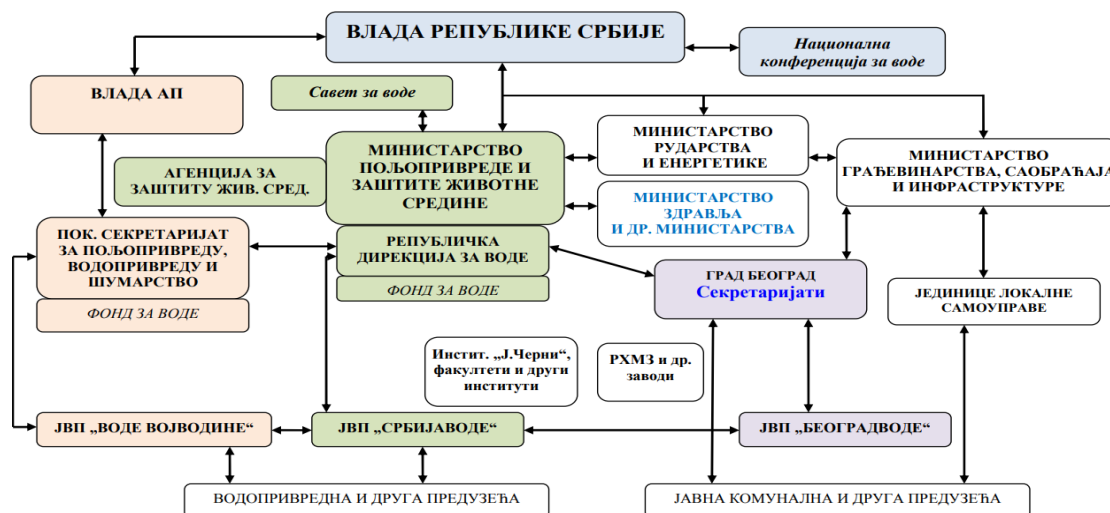 ВЛАДА РЕПУБЛИКЕ СРБИЈЕ
Национална
конференција за воде
ВЛАДА АП
Савет за воде
МИНИСТАРСТВО
ПОЉОПРИВРЕДЕ И
ЗАШТИТЕ ЖИВОТНЕ
СРЕДИНЕ
АГЕНЦИЈА ЗА
ЗАШТИТУ ЖИВ. СРЕД.
МИНИСТАРСТВО
РУДАРСТВА
И ЕНЕРГЕТИКЕ
МИНИСТАРСТВО
ГРАЂЕВИНАРСТВА, САОБРАЋАЈА
И ИНФРАСТРУКТУРЕ
МИНИСТАРСТВО
ЗДРАВЉА
И ДР. МИНИСТАРСТВА
ПОК. СЕКРЕТАРИЈАТ
ЗА ПОЉОПРИВРЕДУ,
ВОДОПРИВРЕДУ И
ШУМАРСТВО
ФОНД ЗА ВОДЕ
РЕПУБЛИЧКА
ДИРЕКЦИЈА ЗА ВОДЕ
ФОНД ЗА ВОДЕ
ГРАД БЕОГРАД
Секретаријати
ЈЕДИНИЦЕ ЛОКАЛНЕ
САМОУПРАВЕ
Инстит. „Ј.Черни“,
факултети и други
институти
РХМЗ и др.
заводи
ЈВП „ВОДЕ ВОЈВОДИНЕ“
ЈВП „СРБИЈАВОДЕ“
ЈВП „БЕОГРАДВОДЕ“
ВОДОПРИВРЕДНА И ДРУГА ПРЕДУЗЕЋА
ЈАВНА КОМУНАЛНА И ДРУГА ПРЕДУЗЕЋА